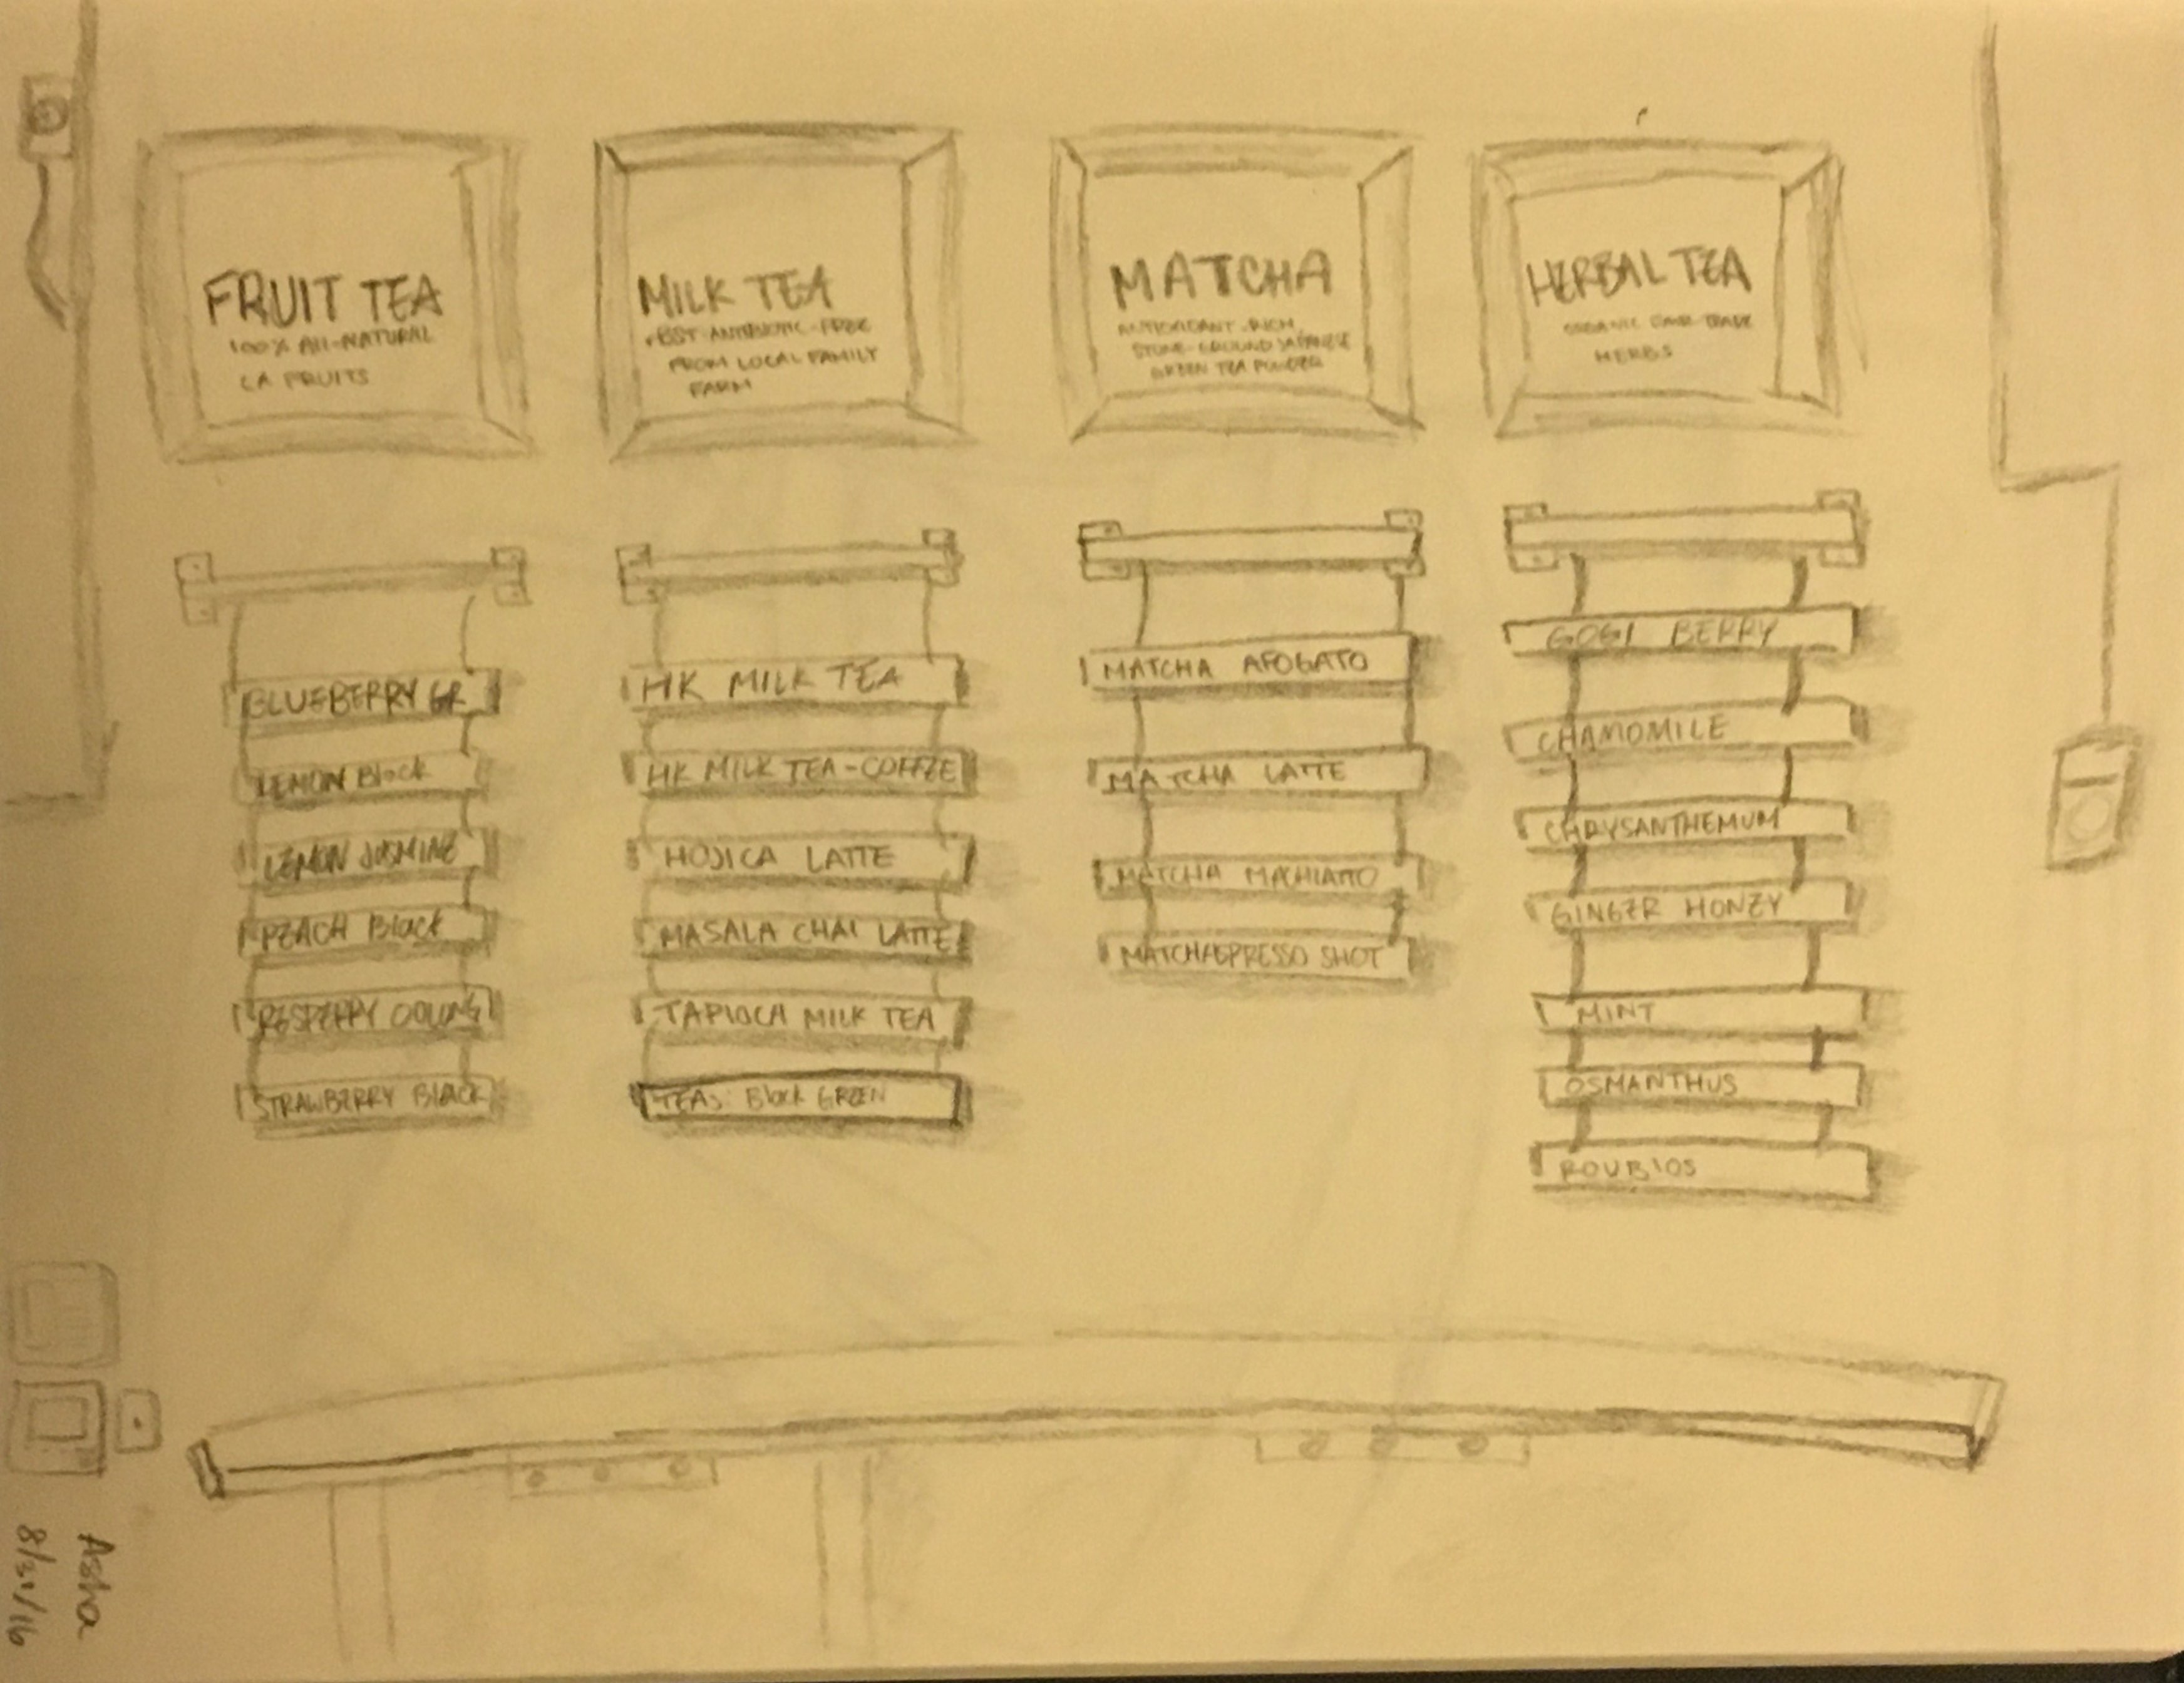 FRUIT TEA
100% All-NATURAL
CA FRUITS
BLUEBERRY GR
LEMON Black
LEMON JASMINE
PEACH Black
STRAWBERRY BLACK
MILK TEA
ANTIBIOTIC-FREE
FROM LOCAL FAMILY
FARM
HK MILK TEA
HK MILK TEA-COFFEE
HOJICA LATTE
MASALA CHAI LATTE
TAPIOCA MILK TEA
TEAS: Black GREEN
MATCHA
ANTIOXIDANT-RICH
STONE-GROUND JAPANESE
GREEN TEA POWDER
MATCHA AFOGATO
MATCHA LATTE
MATCHA MACHIATTO
MATCHAEPRESSO SHOT
HERBAL TEA
ORGANIC FAIR-TRADE
HERBS
GOGI BERRY
CHAMOMILE
CHRYSANTHEMUM
GINGER HONEY
MINT
OSMANTHUS
ROUBIOS
Asha
8/31/16